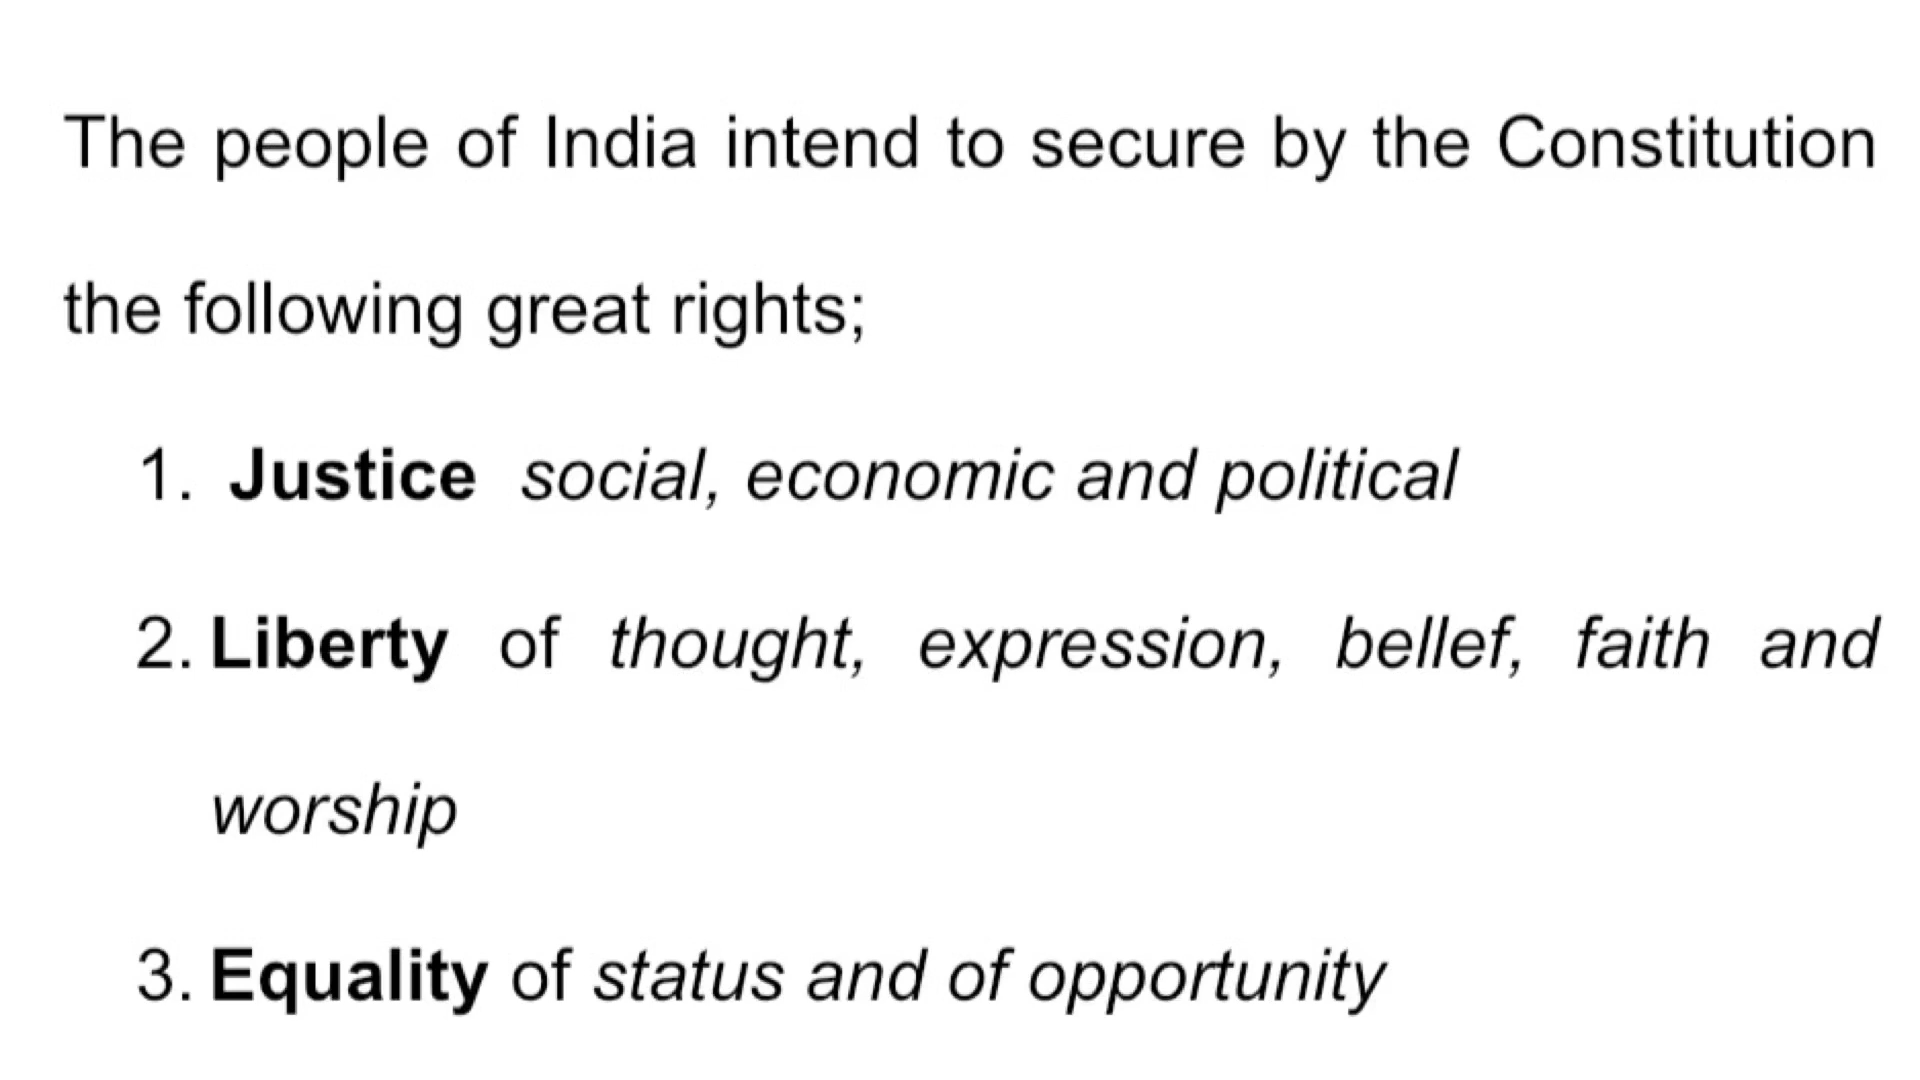 The people of India intend to secure by the Constitution
the following great rights;
1. Justice social, economic and political
2. Liberty of thought, expression, bellef, faith and
worship
3. Equality of status and of opportunity